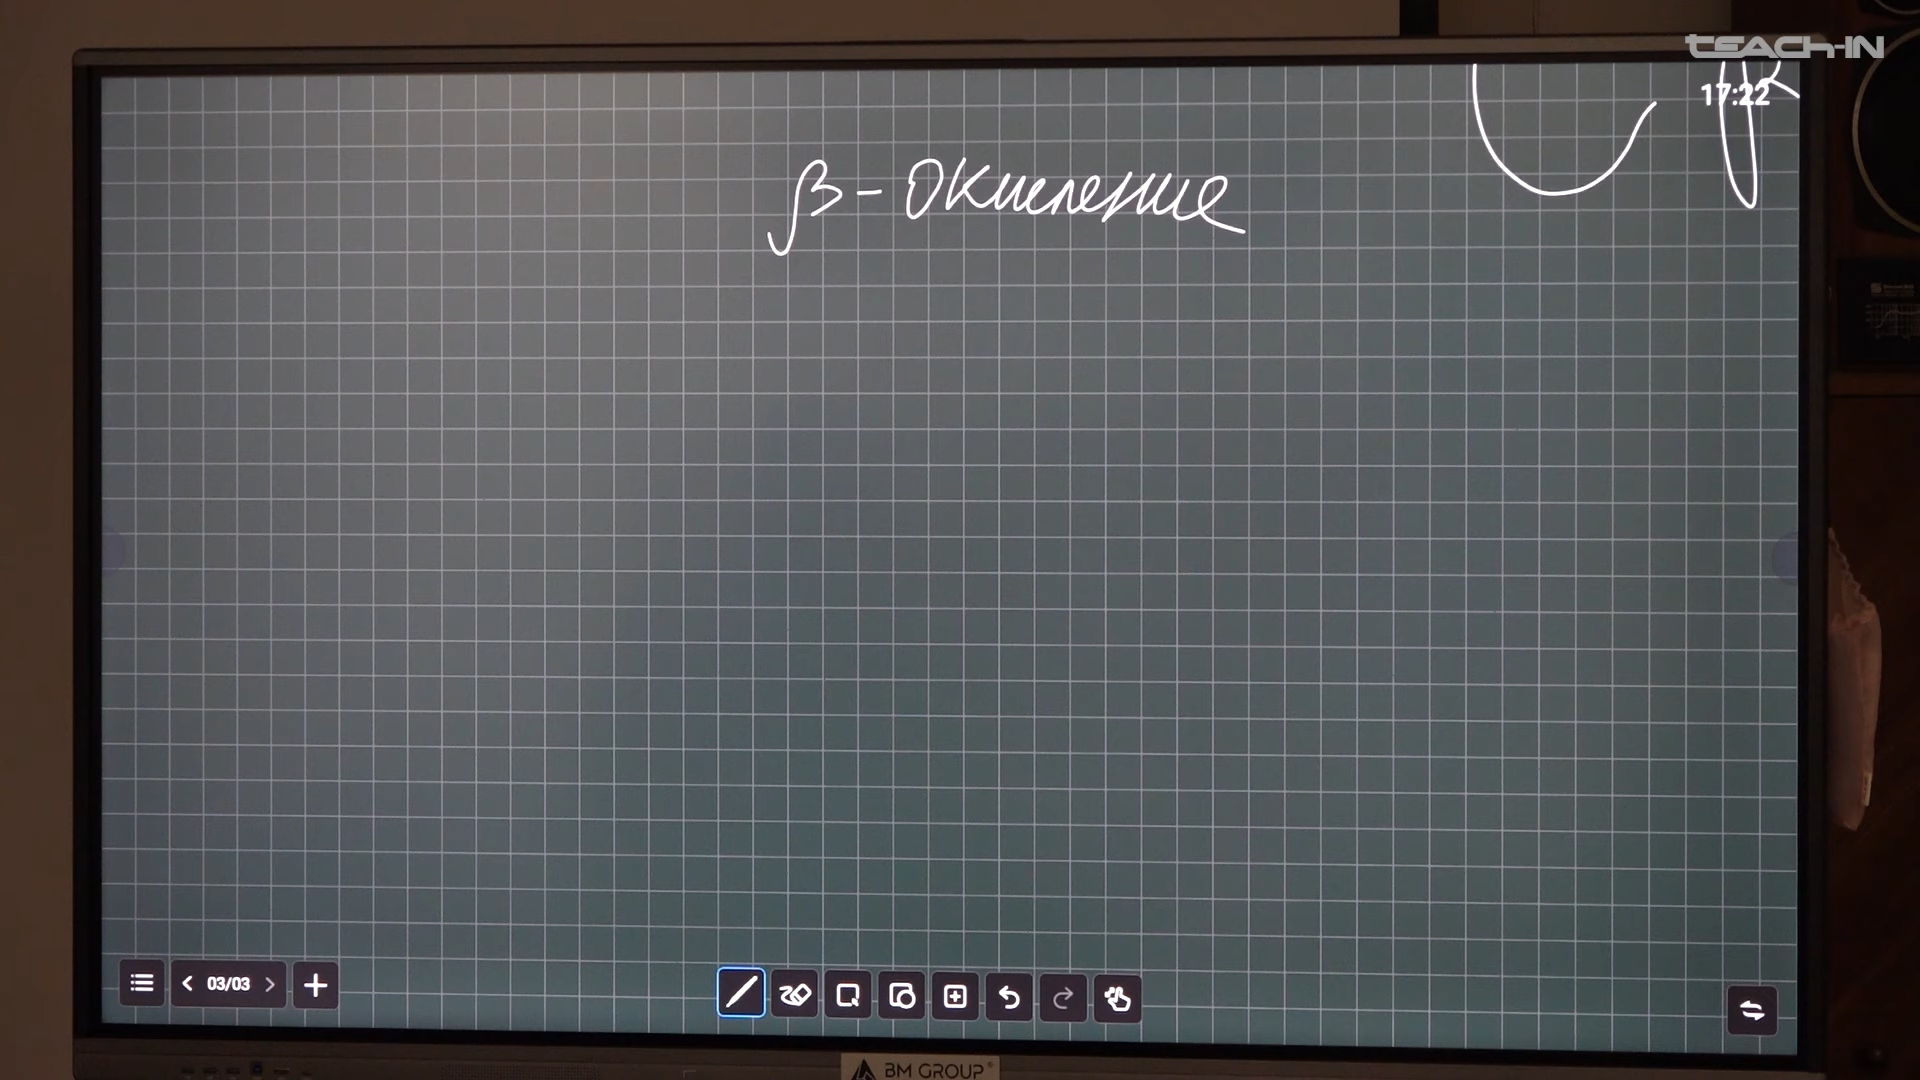 TEACH-IN
17:22
β - окисление
03/03
BM GROUP